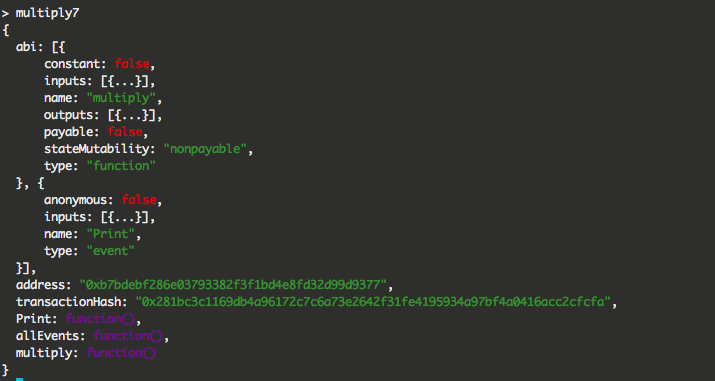 > multiply7
{
  abi: [{
      constant: false,
      inputs: [{...}],
      name: "multiply",
      outputs: [{...}],
      payable: false,
      stateMutability: "nonpayable",
      type: "function"
  }, {
      anonymous: false,
      inputs: [{...}],
      name: "Print",
      type: "event"
  }],
  address: "0xb7bdebf286e03793382f3f1bd4e8fd32d99d9377",
  transactionHash: "0x281bc3c1169db4a96172c7c6a73e2642f31fe4195934a97bf4a0416acc2cfcfa",
  Print: function(),
  allEvents: function(),
  multiply: function()
}